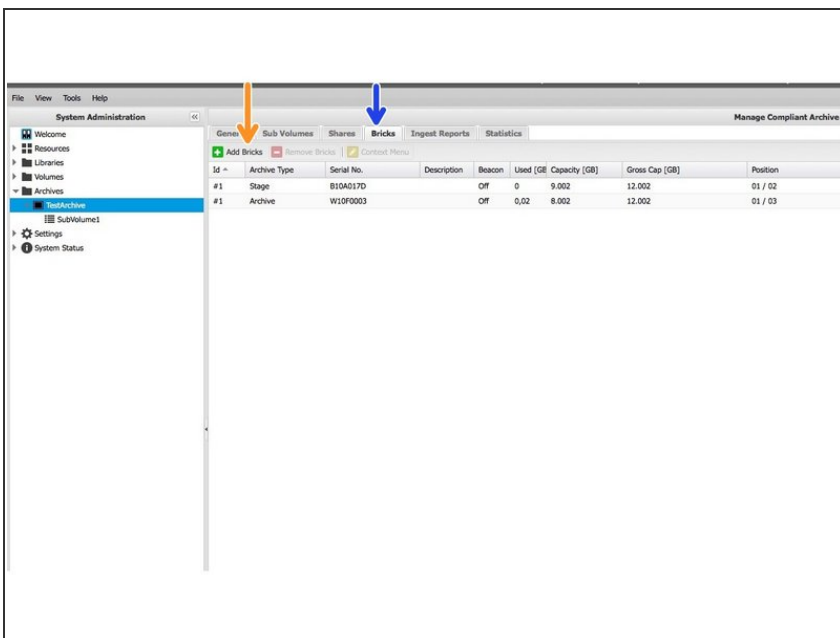 File View Tools Help
System Administration
Manage Compliant Archive
Welcome
Resources
Libraries
Volumes
Archives
TestArchive
SubVolume1
Settings
System Status
Sub Volumes Shares Bricks Ingest Reports Statistics
Add Bricks Remove Bricks Context Menu
Id Archive Type Serial No. Description Beacon Used [GB Capacity [GB] Gross Cap [GB] Position
#1 Stage B10A017D Off 0 9.002 12.002 01 / 02
#1 Archive W10F0003 Off 0,02 8.002 12.002 01 / 03